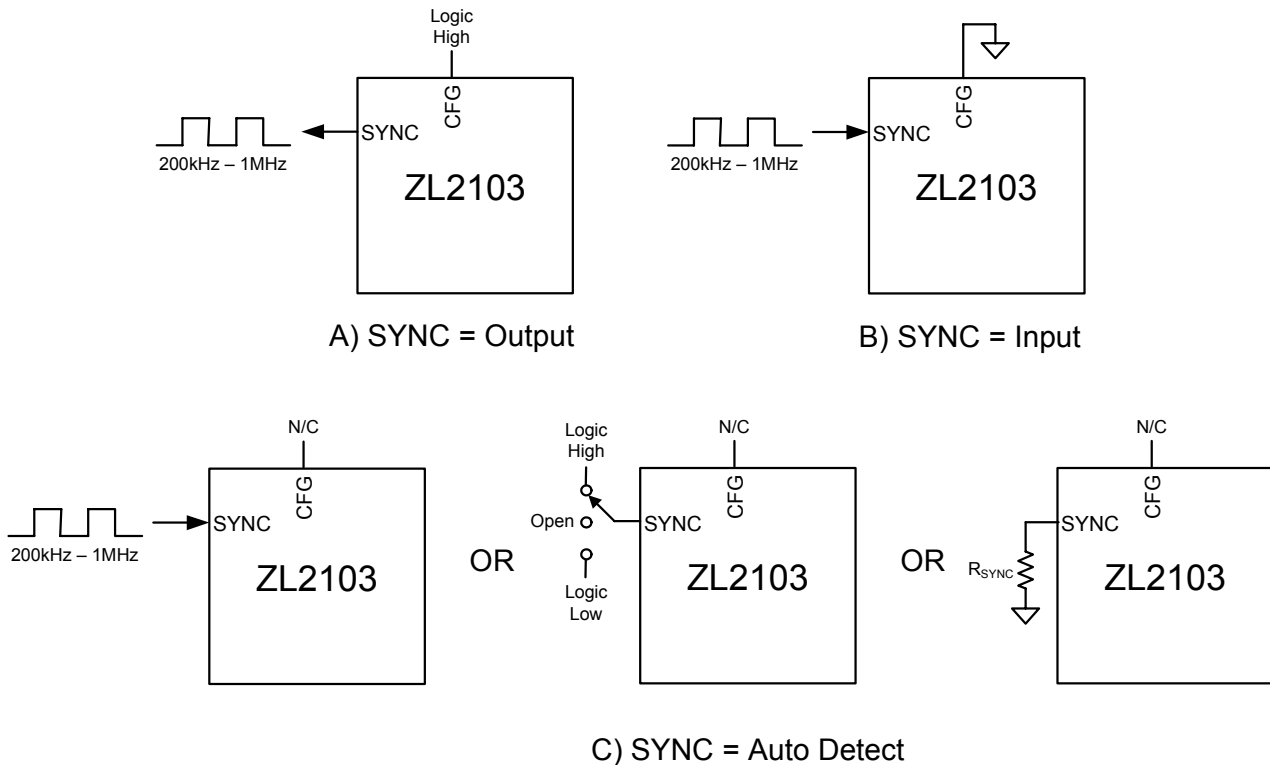 Logic
High
CFG
SYNC
200kHz – 1MHz
ZL2103
A) SYNC = Output
CFG
SYNC
200kHz – 1MHz
ZL2103
B) SYNC = Input
N/C
CFG
SYNC
200kHz – 1MHz
ZL2103
OR
Logic
High
Open
Logic
Low
N/C
CFG
SYNC
ZL2103
OR
N/C
CFG
SYNC
RSYNC
ZL2103
C) SYNC = Auto Detect